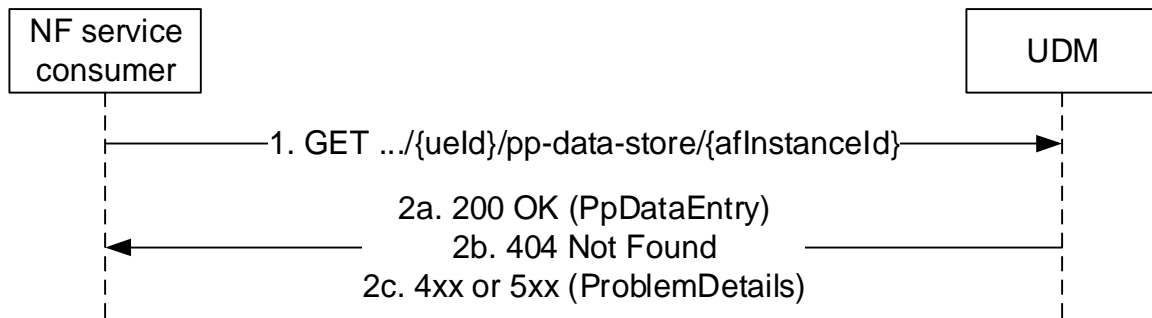 NF service
consumer
UDM
1. GET .../{ueId}/pp-data-store/{afInstanceId}
2a. 200 OK (PpDataEntry)
2b. 404 Not Found
2c. 4xx or 5xx (ProblemDetails)